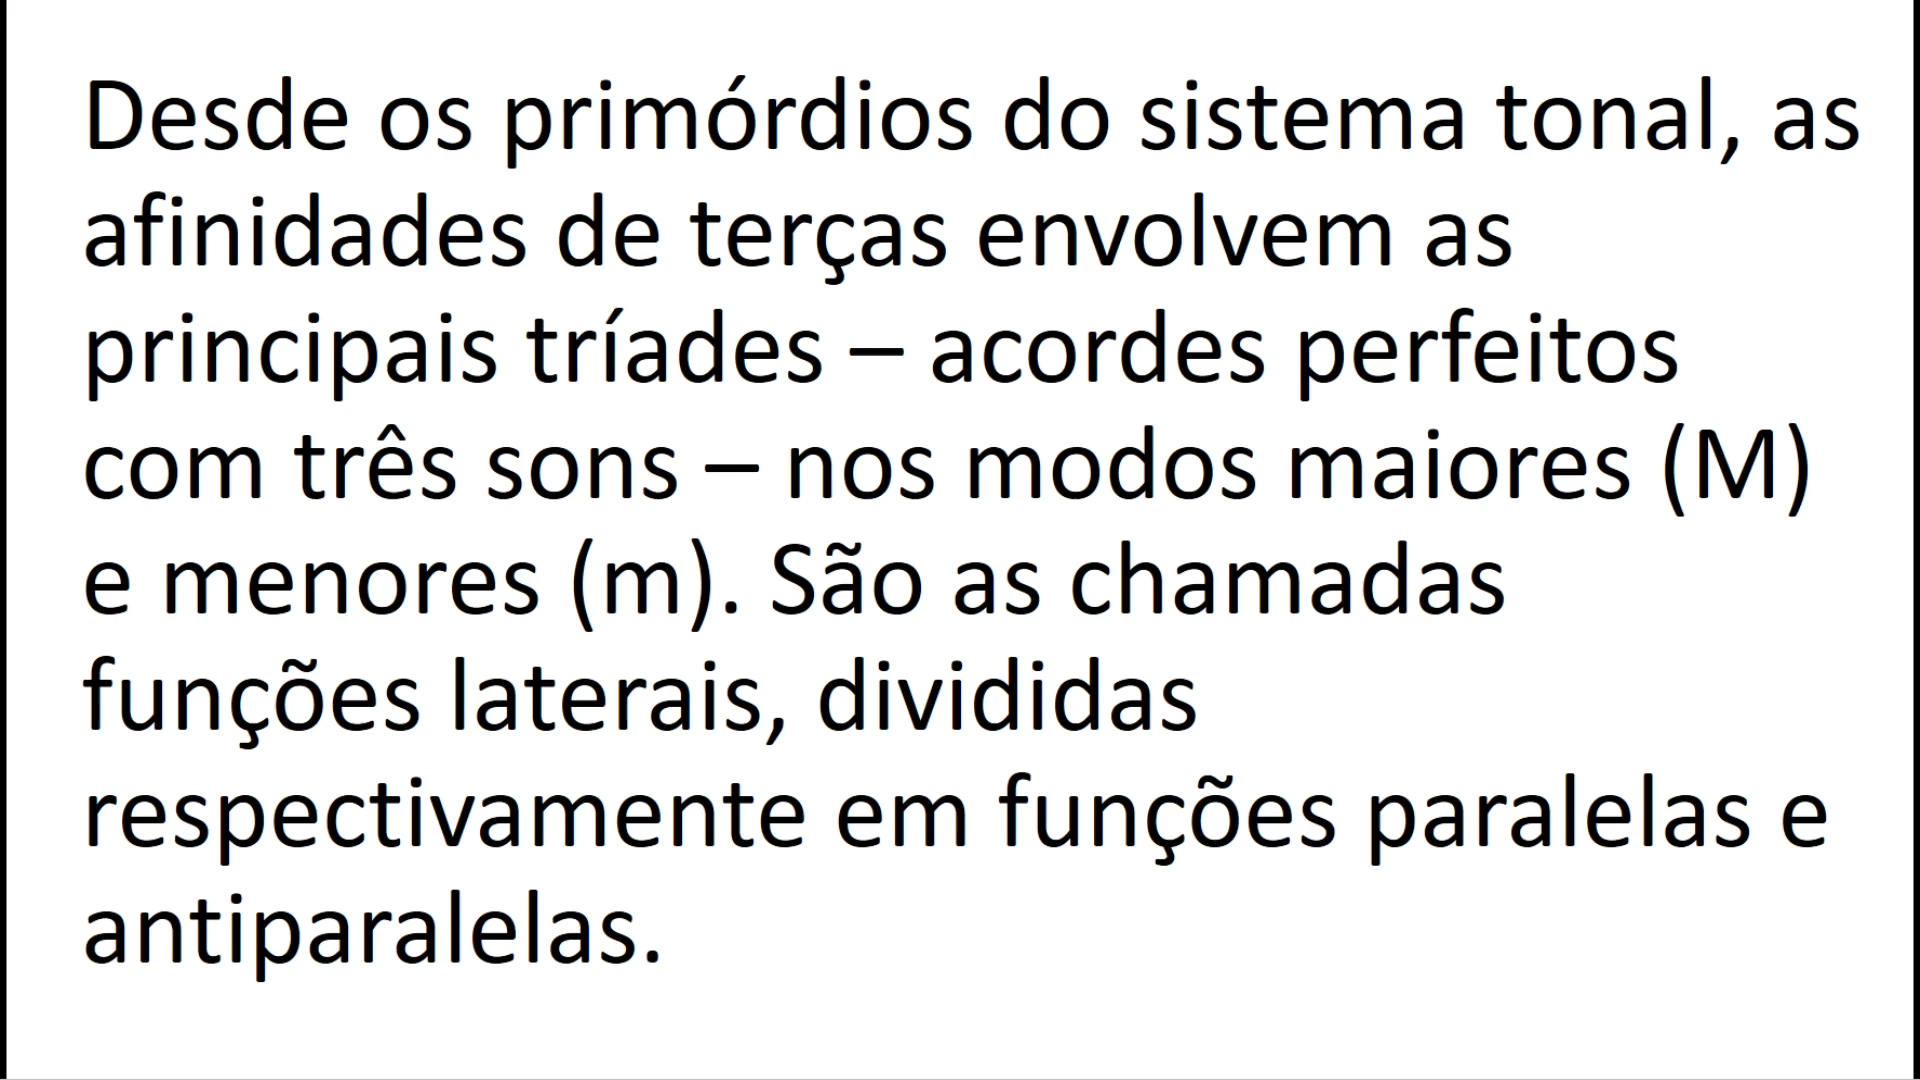 Desde os primórdios do sistema tonal, as
afinidades de terças envolvem as
principais tríades – acordes perfeitos
com três sons – nos modos maiores (M)
e menores (m). São as chamadas
funções laterais, divididas
respectivamente em funções paralelas e
antiparalelas.